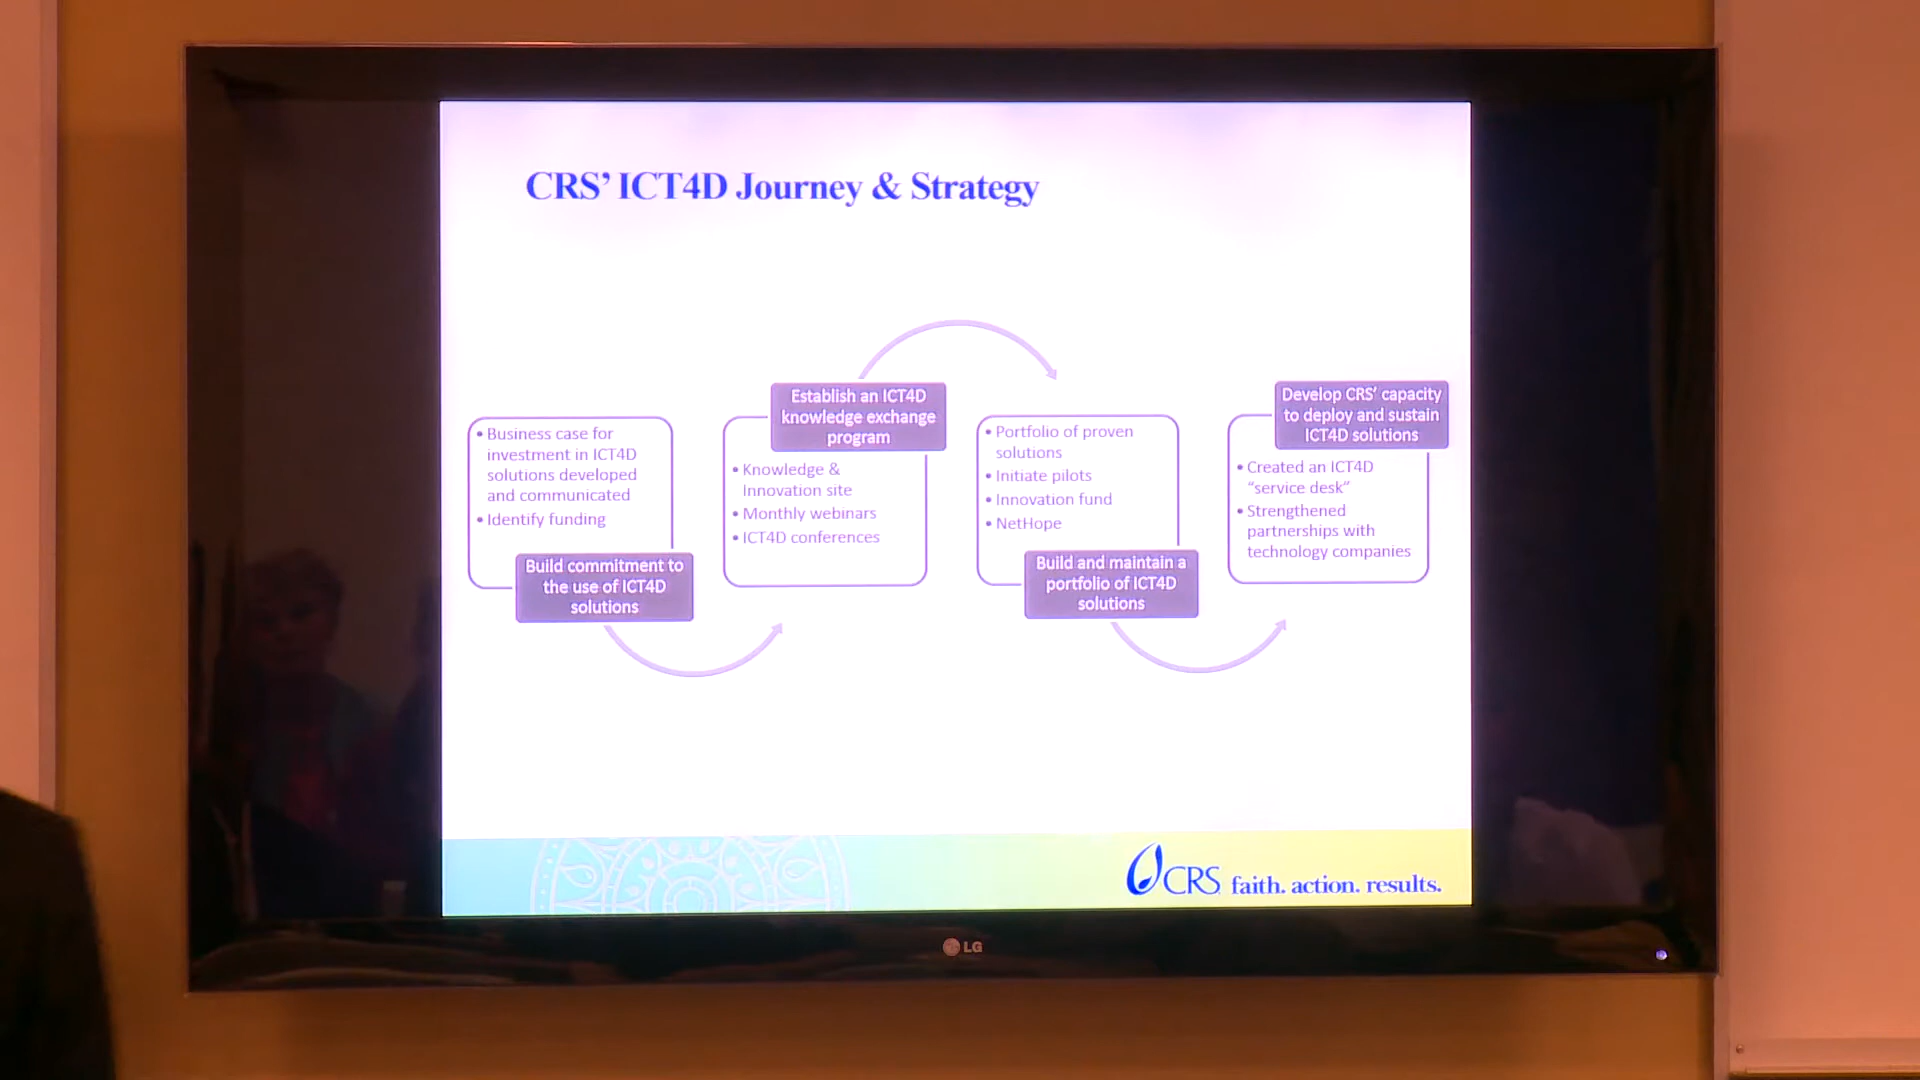 CRS’ ICT4D Journey & Strategy
• Business case for
investment in ICT4D
solutions developed
and communicated
• Identify funding
Build commitment to
the use of ICT4D
solutions
Establish an ICT4D
knowledge exchange
program
• Knowledge &
Innovation site
• Monthly webinars
• ICT4D conferences
• Portfolio of proven
solutions
• Initiate pilots
• Innovation fund
• NetHope
Build and maintain a
portfolio of ICT4D
solutions
Develop CRS’ capacity
to deploy and sustain
ICT4D solutions
• Created an ICT4D
“service desk”
• Strengthened
partnerships with
technology companies
CRS faith. action. results.
LG